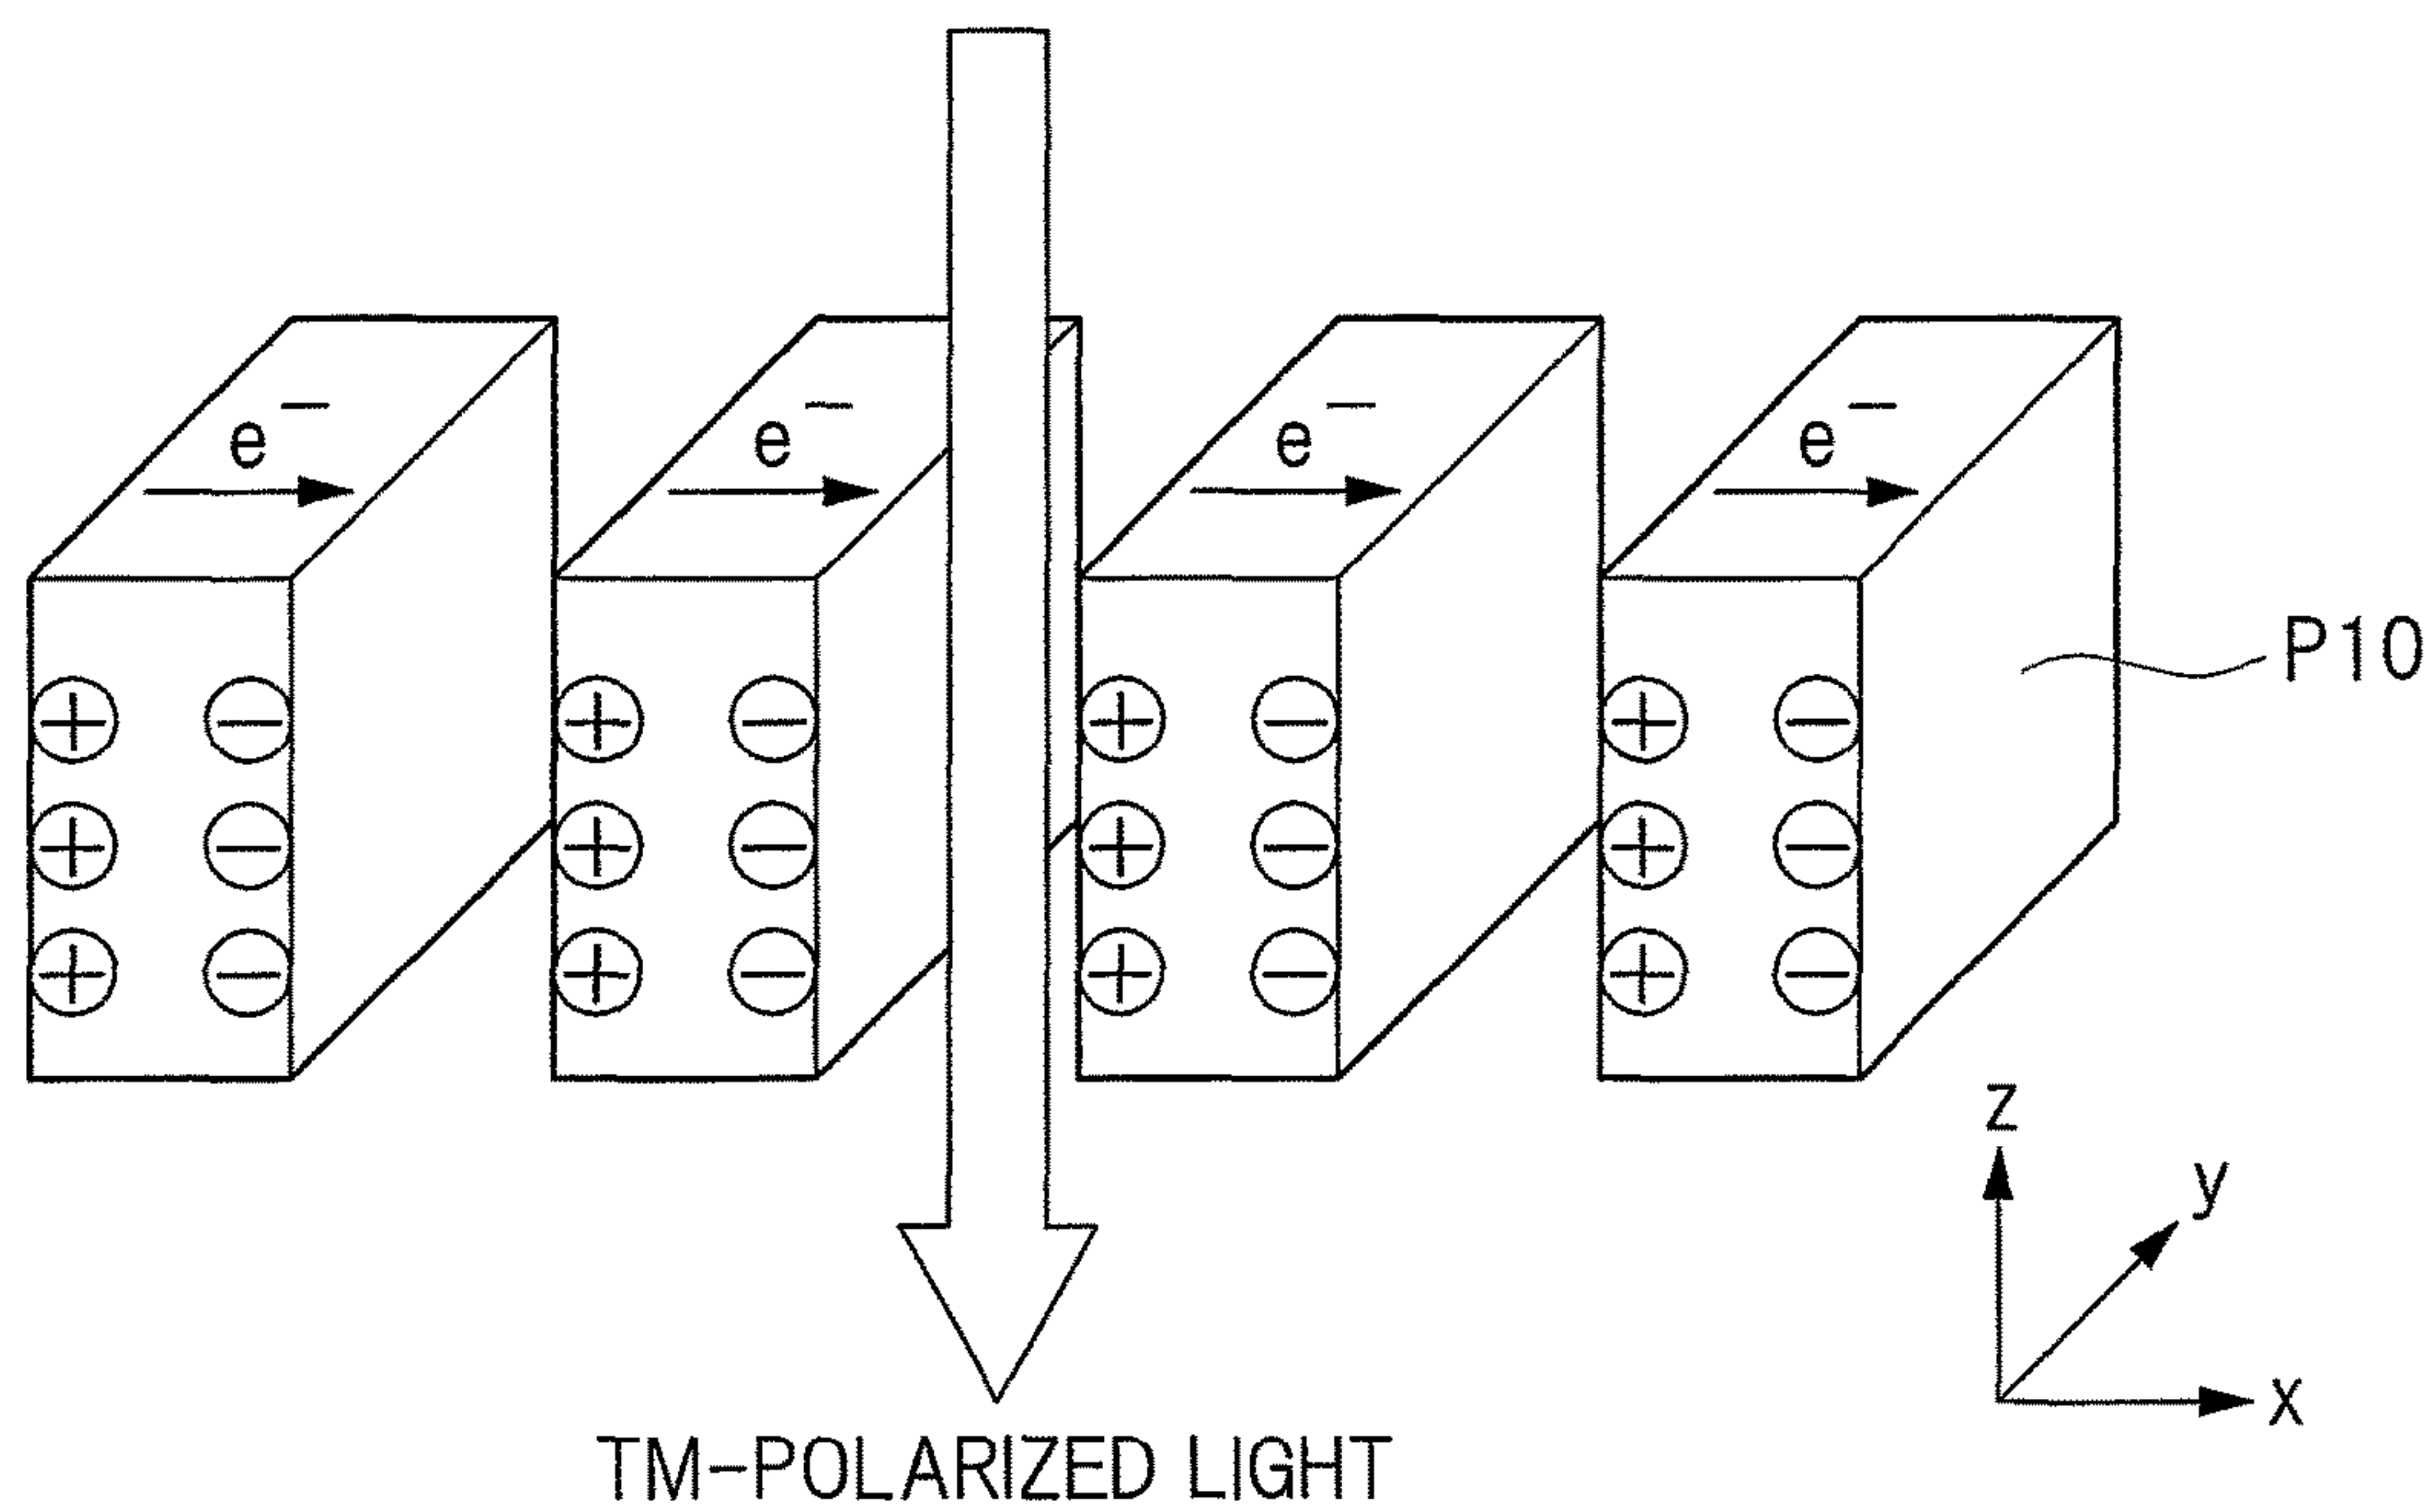 e⁻ e⁻ e⁻ e⁻
P10
⊕ ⊖ ⊕ ⊖ ⊕ ⊖ ⊕ ⊖
⊕ ⊖ ⊕ ⊖ ⊕ ⊖ ⊕ ⊖
⊕ ⊖ ⊕ ⊖ ⊕ ⊖ ⊕ ⊖
z
y
x
TM-POLARIZED LIGHT